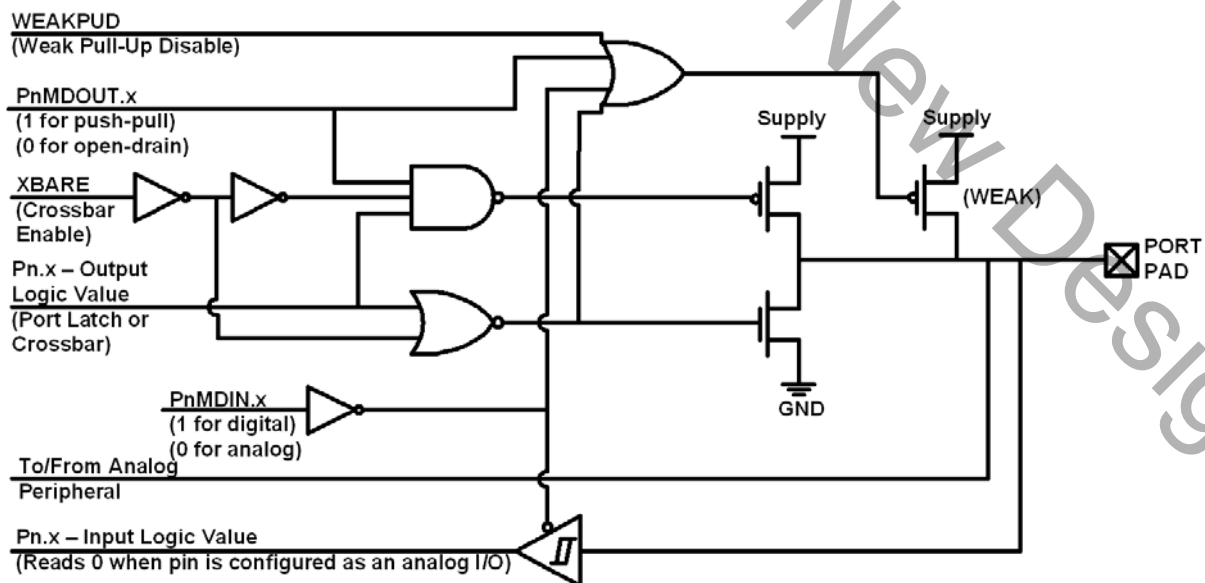 WEAKPUD
(Weak Pull-Up Disable)
PnMDOUT.x
(1 for push-pull)
(0 for open-drain)
XBARE
(Crossbar
Enable)
Pn.x – Output
Logic Value
(Port Latch or
Crossbar)
PnMDIN.x
(1 for digital)
(0 for analog)
To/From Analog
Peripheral
Pn.x – Input Logic Value
(Reads 0 when pin is configured as an analog I/O)
Supply
Supply
(WEAK)
GND
PORT
PAD
New Desig